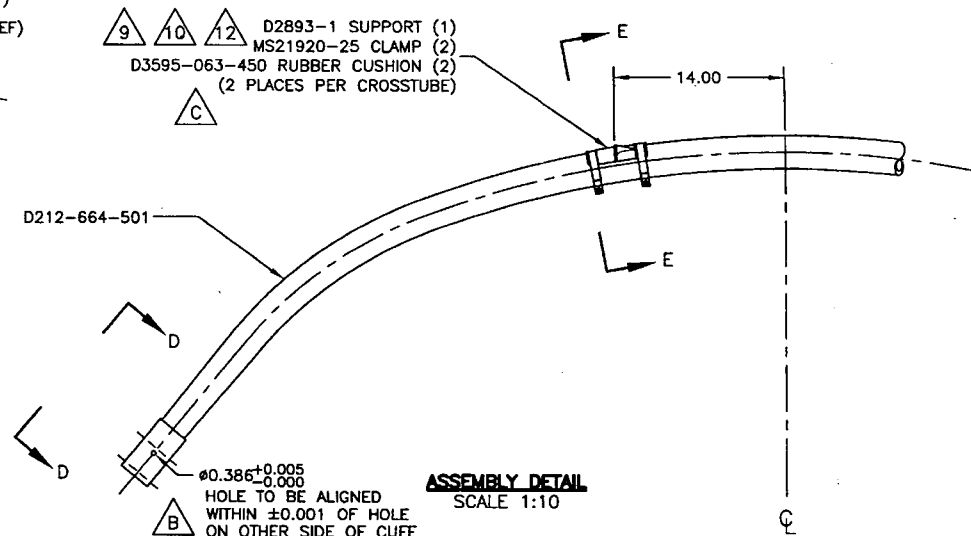 EF)
9 10 12 D2893-1 SUPPORT (1)
MS21920-25 CLAMP (2)
D3595-063-450 RUBBER CUSHION (2)
(2 PLACES PER CROSSTUBE)
C
E
14.00
D212-664-501
E
D
D
⌀0.386+0.005
-0.000
HOLE TO BE ALIGNED
WITHIN ±0.001 OF HOLE
ON OTHER SIDE OF CUFF
B
ASSEMBLY DETAIL
SCALE 1:10
℄